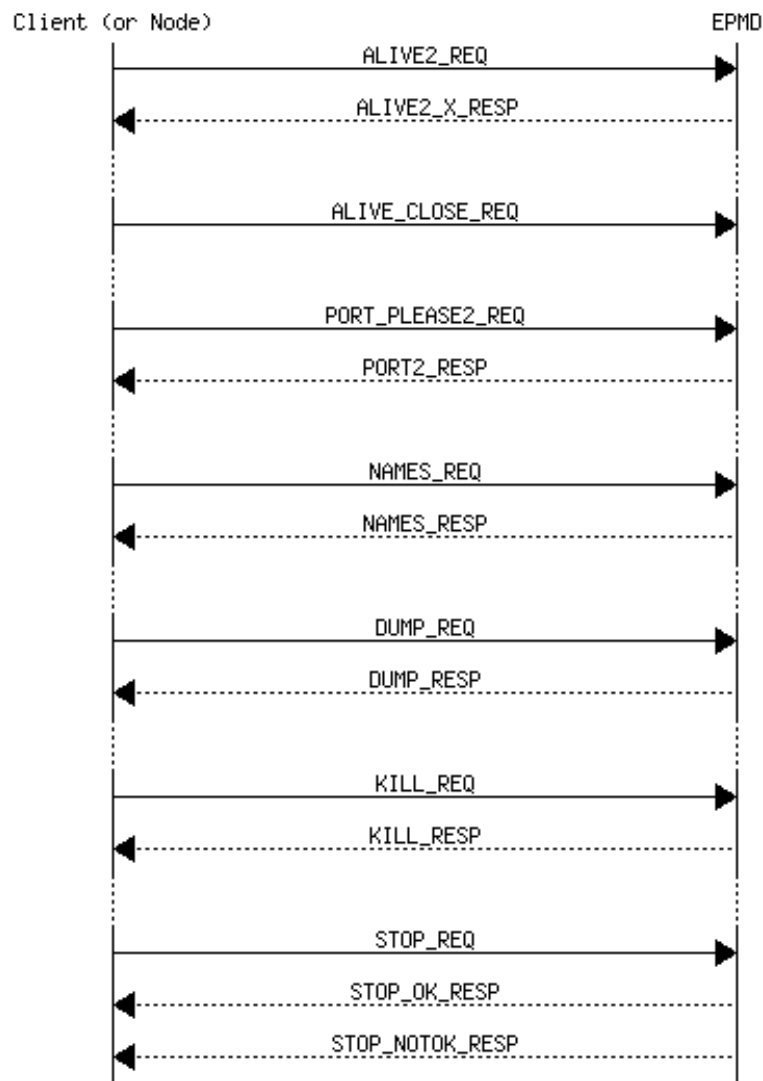 Client (or Node) EPMD
ALIVE2_REQ
ALIVE2_X_RESP
ALIVE_CLOSE_REQ
PORT_PLEASE2_REQ
PORT2_RESP
NAMES_REQ
NAMES_RESP
DUMP_REQ
DUMP_RESP
KILL_REQ
KILL_RESP
STOP_REQ
STOP_OK_RESP
STOP_NOTOK_RESP